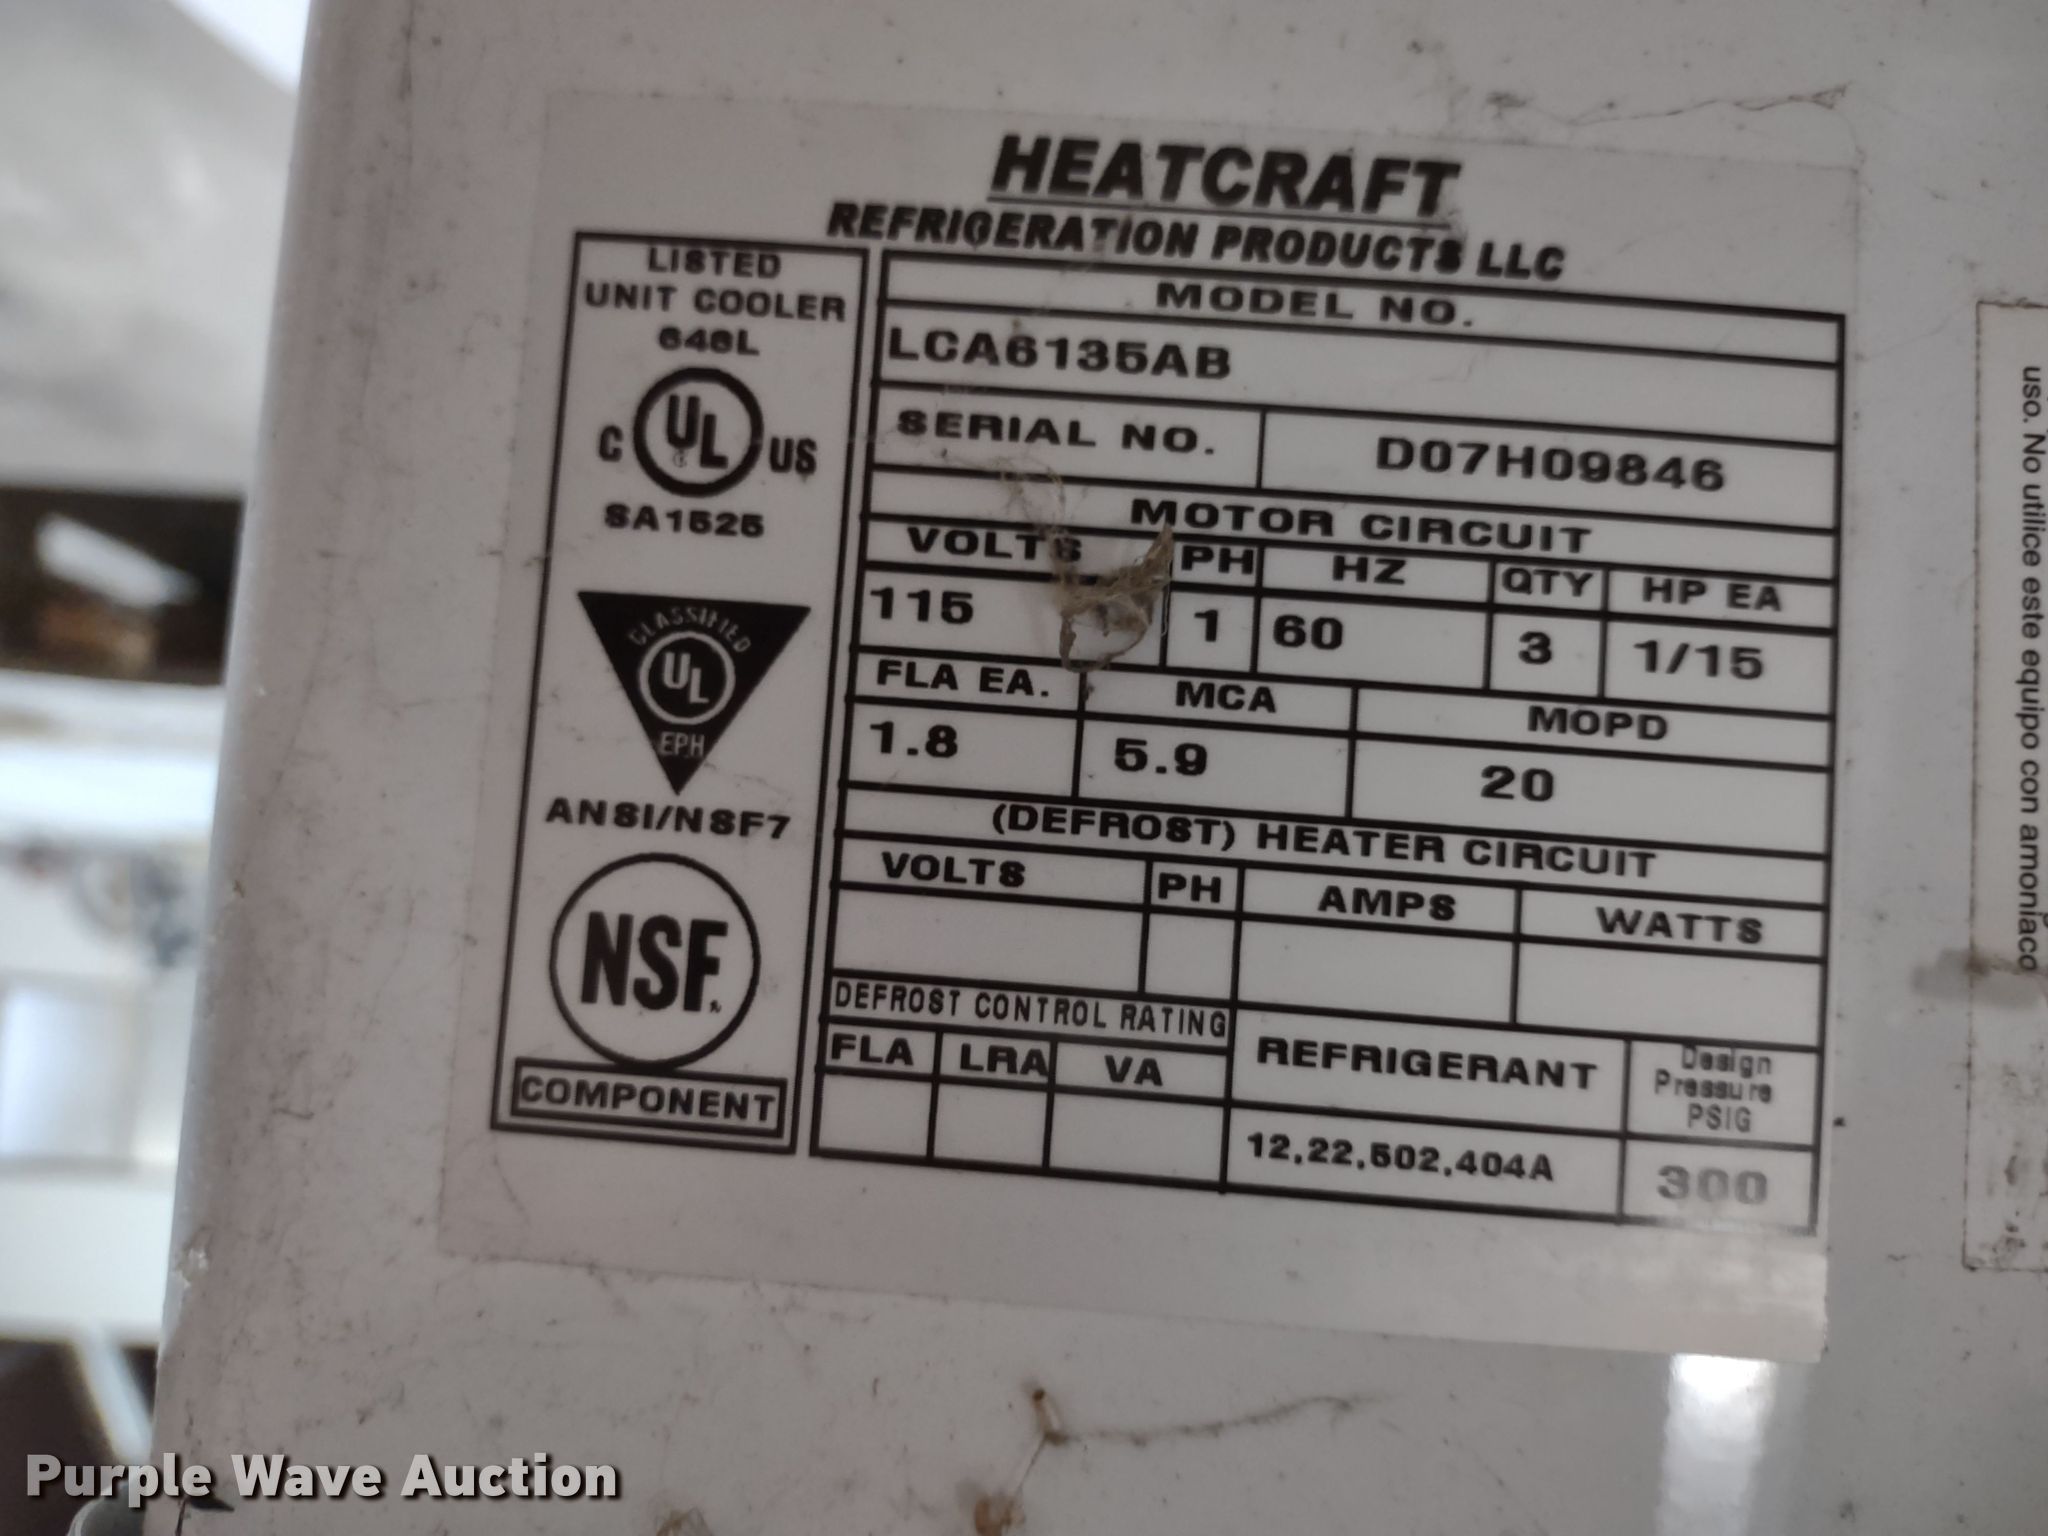 HEATCRAFT
REFRIGERATION PRODUCTS LLC
LISTED
UNIT COOLER
646L
C UL US
SA1525
CLASSIFIED
UL
EPH
ANSI/NSF7
NSF
COMPONENT
MODEL NO.
LCA6135AB
SERIAL NO. D07H09846
MOTOR CIRCUIT
VOLTS PH HZ QTY HP EA
115 1 60 3 1/15
FLA EA. MCA MOPD
1.8 5.9 20
(DEFROST) HEATER CIRCUIT
VOLTS PH AMPS WATTS
DEFROST CONTROL RATING
FLA LRA VA
REFRIGERANT
12,22,502,404A
Design
Pressure
PSIG
300
uso. No utilice este equipo con amoniaco
Purple Wave Auction